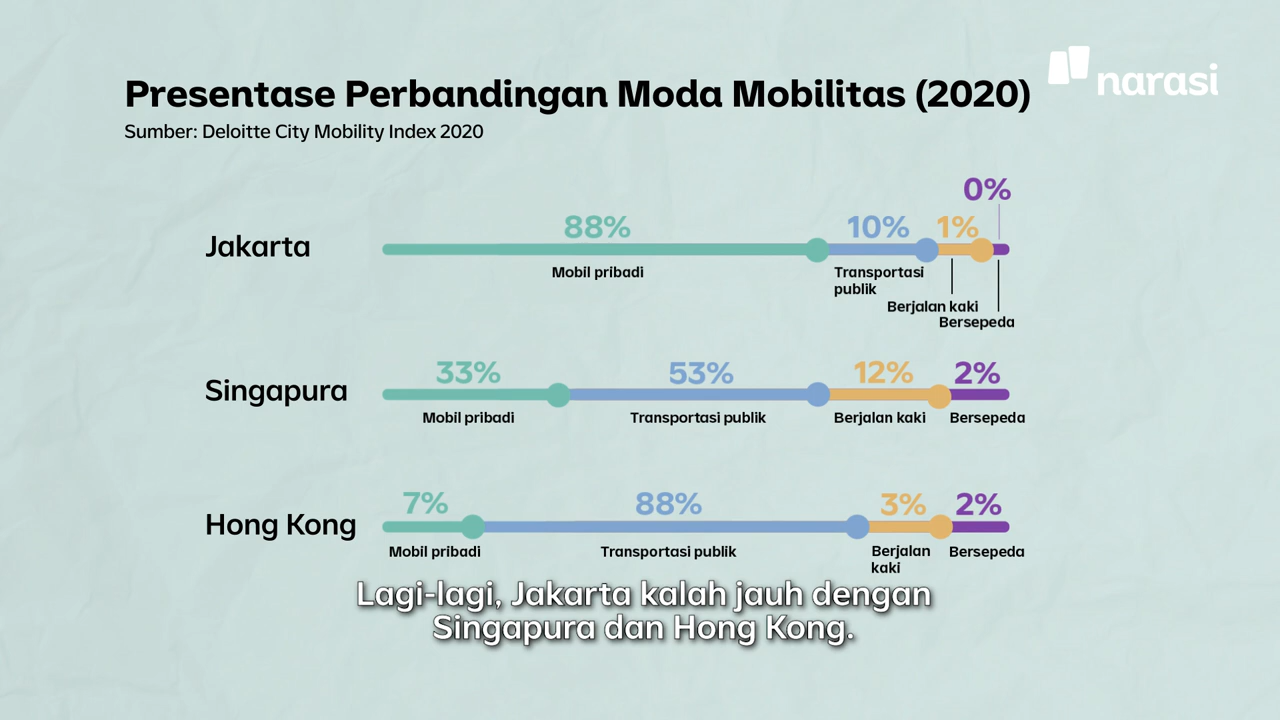 narasi
Presentase Perbandingan Moda Mobilitas (2020)
Sumber: Deloitte City Mobility Index 2020
Jakarta
88%
10%
1%
0%
Mobil pribadi
Transportasi
publik
Berjalan kaki
Bersepeda
Singapura
33%
53%
12%
2%
Mobil pribadi
Transportasi publik
Berjalan kaki
Bersepeda
Hong Kong
7%
88%
3%
2%
Mobil pribadi
Transportasi publik
Berjalan
kaki
Bersepeda
Lagi-lagi, Jakarta kalah jauh dengan
Singapura dan Hong Kong.